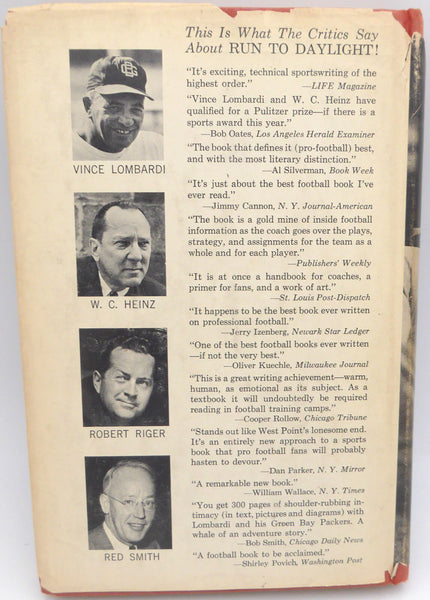 This Is What The Critics Say
About RUN TO DAYLIGHT!
"It's exciting, technical sportswriting of the
highest order." —LIFE Magazine
"Vince Lombardi and W. C. Heinz have
qualified for a Pulitzer prize—if there is a
sports award this year."
—Bob Oates, Los Angeles Herald Examiner
"The book that defines it (pro-football) best,
and with the most literary distinction."
—Al Silverman, Book Week
"It's just about the best football book I've
ever read."
—Jimmy Cannon, N. Y. Journal-American
"The book is a gold mine of inside football
information as the coach goes over the plays,
strategy, and assignments for the team as a
whole and for each player."
—Publishers' Weekly
"It is at once a handbook for coaches, a
primer for fans, and a work of art."
—St. Louis Post-Dispatch
"It happens to be the best book ever written
on professional football."
—Jerry Izenberg, Newark Star Ledger
"One of the best football books ever written
—if not the very best."
—Oliver Kuechle, Milwaukee Journal
"This is a great writing achievement—warm,
human, as emotional as its subject. As a
textbook it will undoubtedly be required
reading in football training camps."
—Cooper Rollow, Chicago Tribune
"Stands out like West Point's lonesome end.
It's an entirely new approach to a sports
book that pro football fans will probably
hasten to devour."
—Dan Parker, N. Y. Mirror
"A remarkable new book."
—William Wallace, N. Y. Times
"You get 300 pages of shoulder-rubbing in-
timacy (in text, pictures and diagrams) with
Lombardi and his Green Bay Packers. A
whale of an adventure story."
—Bob Smith, Chicago Daily News
"A football book to be acclaimed."
—Shirley Povich, Washington Post
VINCE LOMBARDI
W. C. HEINZ
ROBERT RIGER
RED SMITH